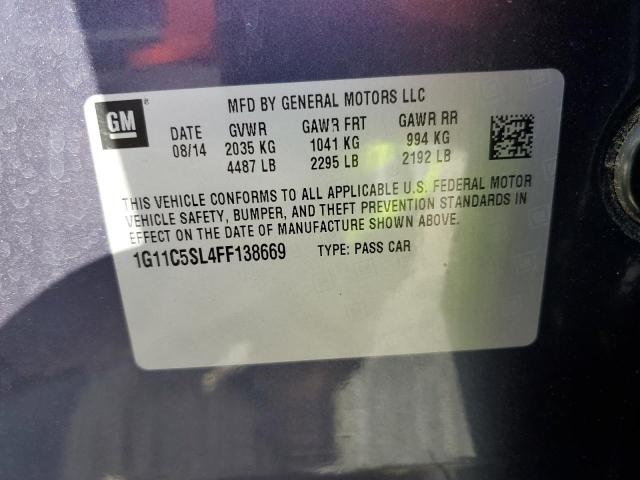 GM ®
MFD BY GENERAL MOTORS LLC
DATE GVWR GAWR FRT GAWR RR
08/14 2035 KG 1041 KG 994 KG
4487 LB 2295 LB 2192 LB
THIS VEHICLE CONFORMS TO ALL APPLICABLE U.S. FEDERAL MOTOR
VEHICLE SAFETY, BUMPER, AND THEFT PREVENTION STANDARDS IN
EFFECT ON THE DATE OF MANUFACTURE SHOWN ABOVE.
1G11C5SL4FF138669 TYPE: PASS CAR